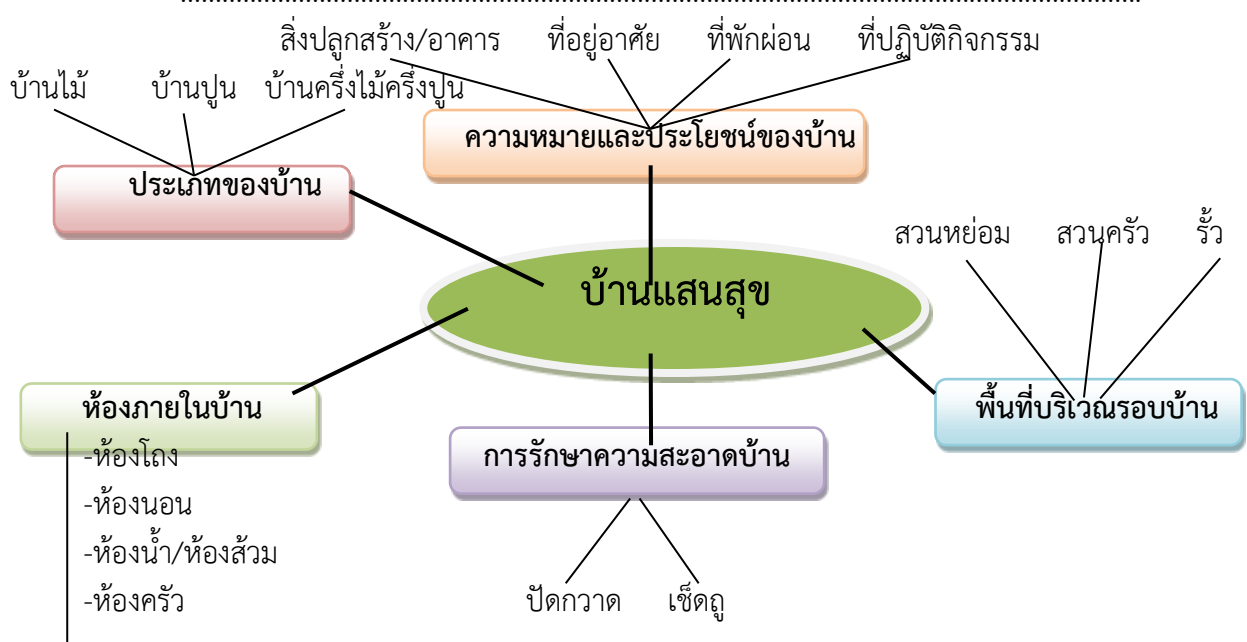 สิ่งปลูกสร้าง/อาคาร ที่อยู่อาศัย ที่พักผ่อน ที่ปฏิบัติกิจกรรม
บ้านไม้ บ้านปูน บ้านครึ่งไม้ครึ่งปูน
ความหมายและประโยชน์ของบ้าน
ประเภทของบ้าน
สวนหย่อม สวนครัว รั้ว
บ้านแสนสุข
ห้องภายในบ้าน
พื้นที่บริเวณรอบบ้าน
-ห้องโถง
การรักษาความสะอาดบ้าน
-ห้องนอน
-ห้องน้ำ/ห้องส้วม
-ห้องครัว
ปัดกวาด เช็ดถู